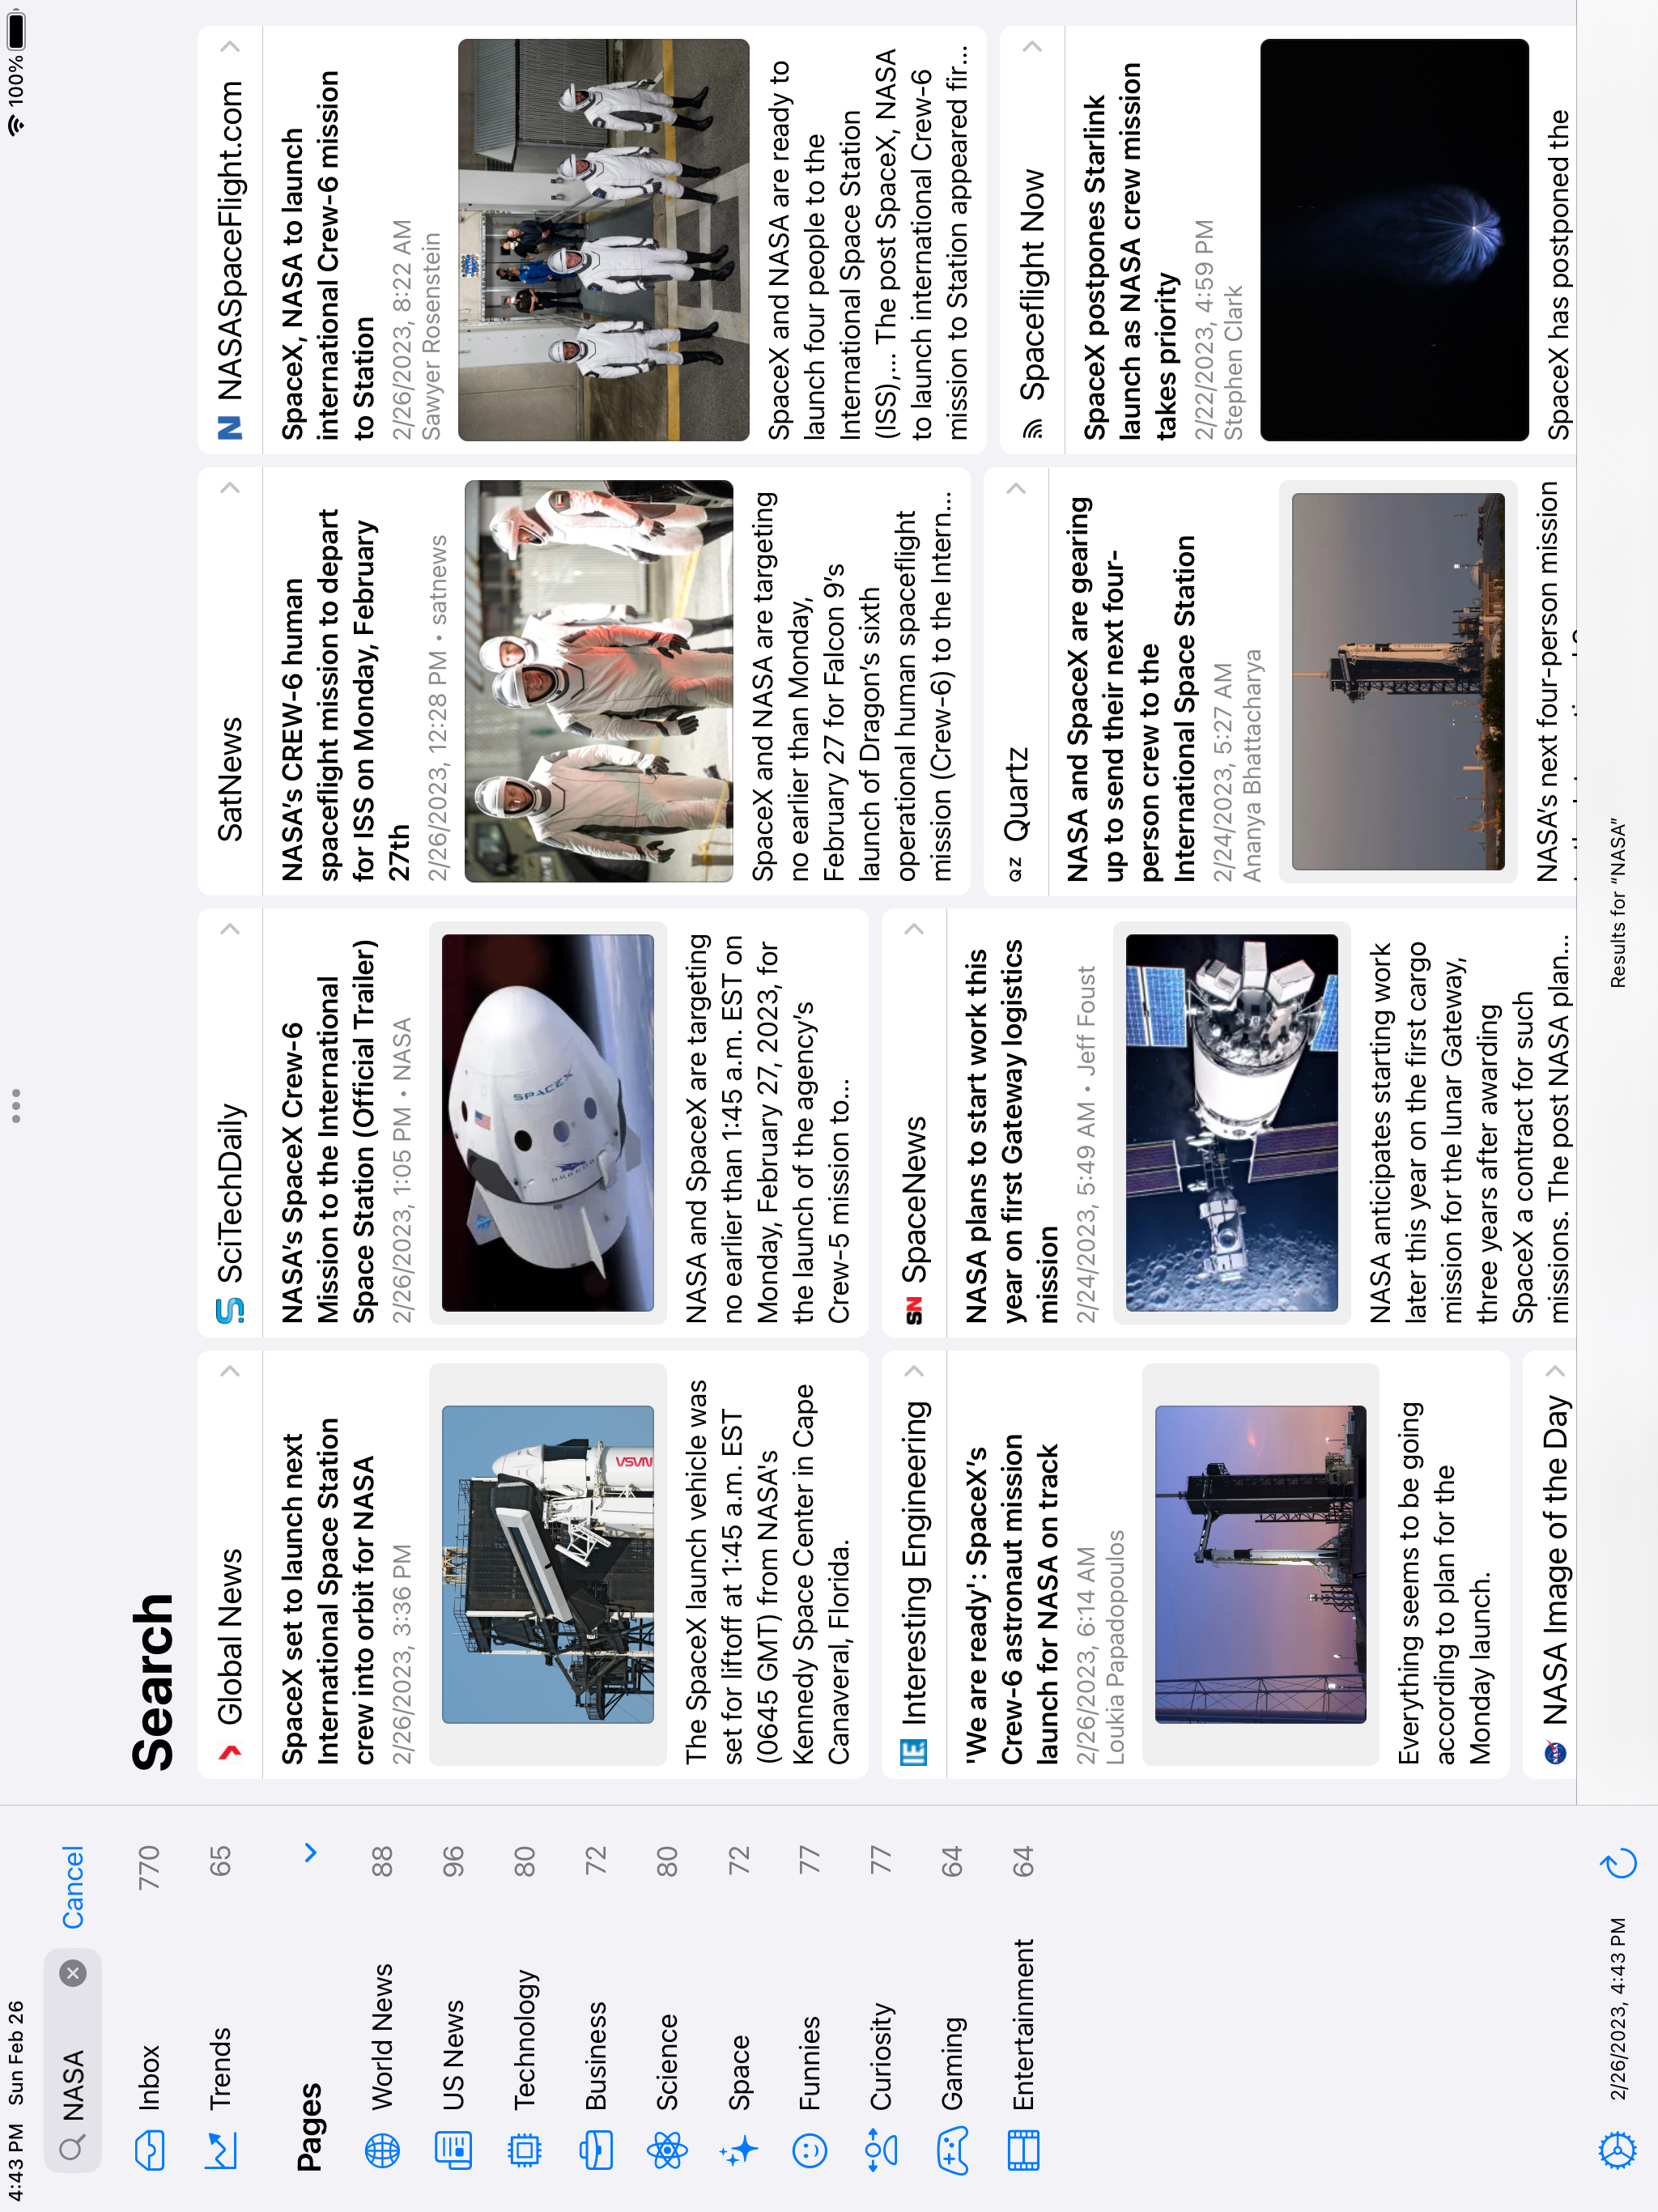 4:43 PM Sun Feb 26
100%
NASA
Cancel
Inbox 770
Trends 65
Pages
World News 88
US News 96
Technology 80
Business 72
Science 80
Space 72
Funnies 77
Curiosity 77
Gaming 64
Entertainment 64
2/26/2023, 4:43 PM
Search
Global News
SpaceX set to launch next
International Space Station
crew into orbit for NASA
2/26/2023, 3:36 PM
NASA
The SpaceX launch vehicle was
set for liftoff at 1:45 a.m. EST
(0645 GMT) from NASA's
Kennedy Space Center in Cape
Canaveral, Florida.
SciTechDaily
NASA's SpaceX Crew-6
Mission to the International
Space Station (Official Trailer)
2/26/2023, 1:05 PM • NASA
SPACEX
DRAGON
NASA and SpaceX are targeting
no earlier than 1:45 a.m. EST on
Monday, February 27, 2023, for
the launch of the agency's
Crew-5 mission to...
SatNews
NASA's CREW-6 human
spaceflight mission to depart
for ISS on Monday, February
27th
2/26/2023, 12:28 PM • satnews
SpaceX and NASA are targeting
no earlier than Monday,
February 27 for Falcon 9's
launch of Dragon's sixth
operational human spaceflight
mission (Crew-6) to the Intern...
N NASASpaceFlight.com
SpaceX, NASA to launch
international Crew-6 mission
to Station
2/26/2023, 8:22 AM
Sawyer Rosenstein
SpaceX and NASA are ready to
launch four people to the
International Space Station
(ISS),... The post SpaceX, NASA
to launch international Crew-6
mission to Station appeared fir...
IE Interesting Engineering
'We are ready': SpaceX's
Crew-6 astronaut mission
launch for NASA on track
2/26/2023, 6:14 AM
Loukia Papadopoulos
Everything seems to be going
according to plan for the
Monday launch.
SN SpaceNews
NASA plans to start work this
year on first Gateway logistics
mission
2/24/2023, 5:49 AM • Jeff Foust
NASA anticipates starting work
later this year on the first cargo
mission for the lunar Gateway,
three years after awarding
SpaceX a contract for such
missions. The post NASA plan...
QZ Quartz
NASA and SpaceX are gearing
up to send their next four-
person crew to the
International Space Station
2/24/2023, 5:27 AM
Ananya Bhattacharya
NASA's next four-person mission
Spaceflight Now
SpaceX postpones Starlink
launch as NASA crew mission
takes priority
2/22/2023, 4:59 PM
Stephen Clark
SpaceX has postponed the
NASA Image of the Day
Results for “NASA”